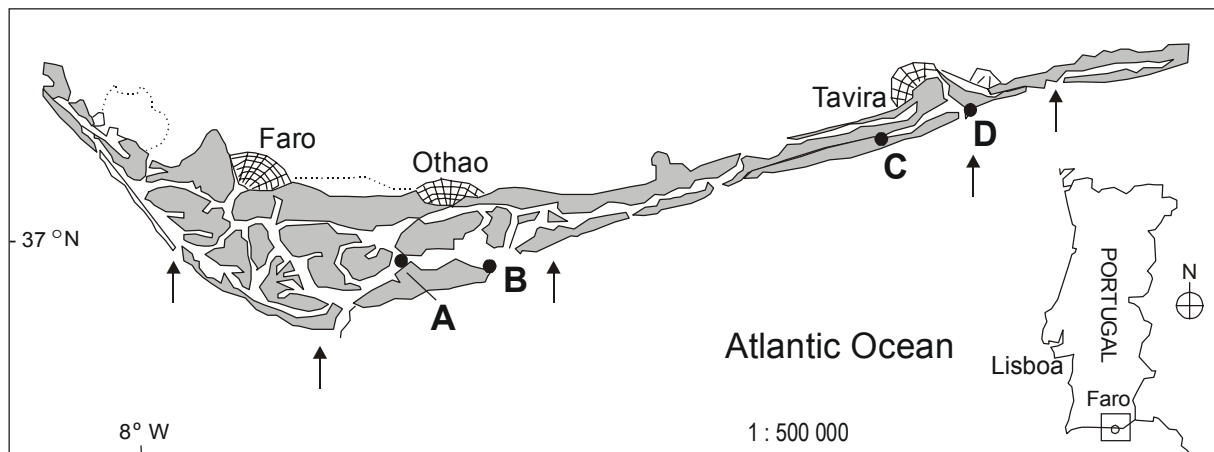 Tavira
Faro
Othao
D
C
37 °N
B
A
N
PORTUGAL
Atlantic Ocean
Lisboa
Faro
8° W
1 : 500 000